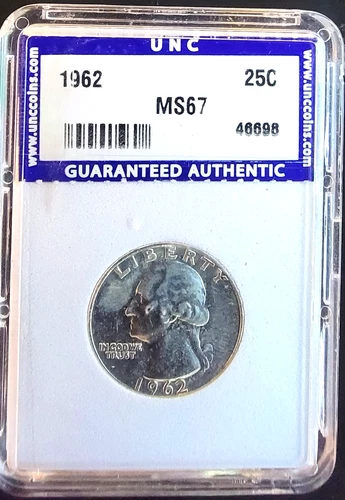 UNC
www.unccoins.com
www.unccoins.com
1962 25C
MS67
46698
GUARANTEED AUTHENTIC
LIBERTY
IN GOD WE
TRUST
1962